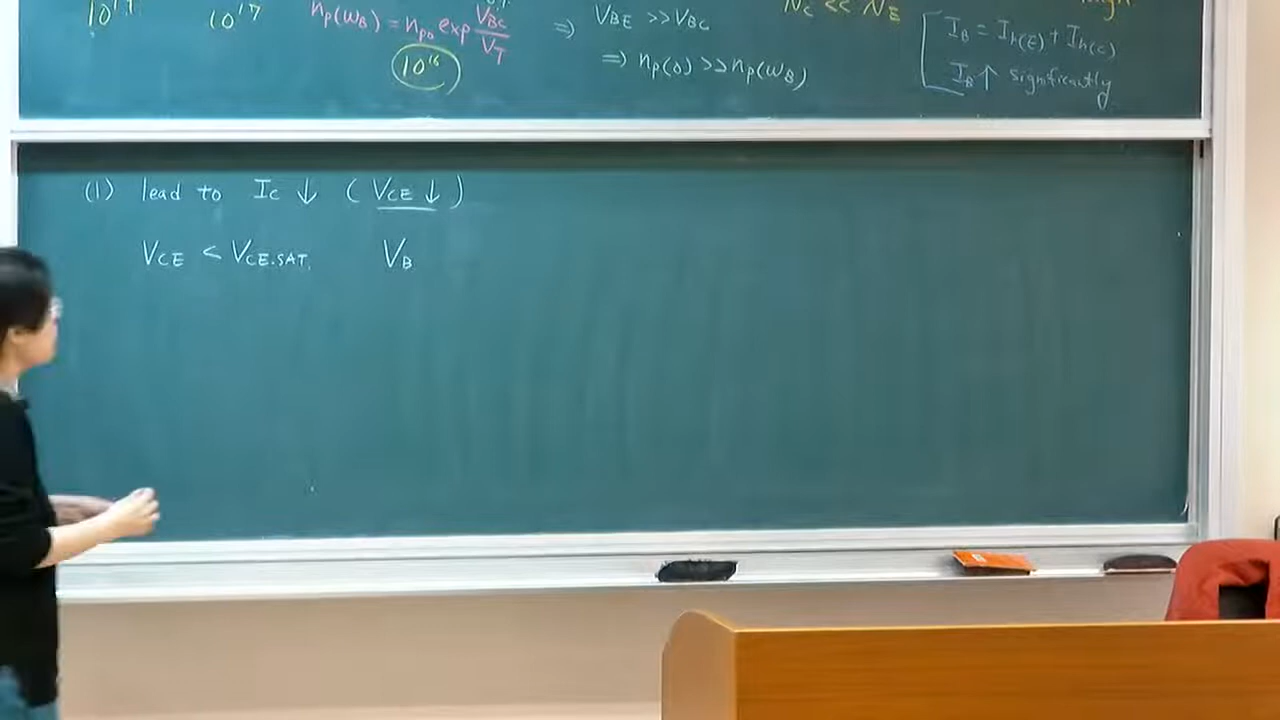 10¹⁷ n_p(W_B) = n_p0 exp V_BC/V_T ⇒ V_BE >> V_BC N_C << N_E I_B = I_h(E) + I_h(C)
10¹⁶ ⇒ n_p(0) >> n_p(W_B) I_B ↑ significantly
(1) lead to I_C ↓ ( V_CE ↓ )
V_CE < V_CE.SAT. V_B